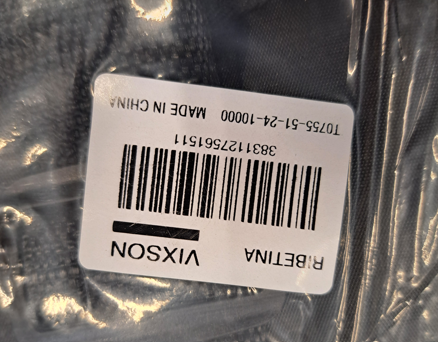 RIBETINA VIXSON
3831127561511
T0755-51-24-10000 MADE IN CHINA